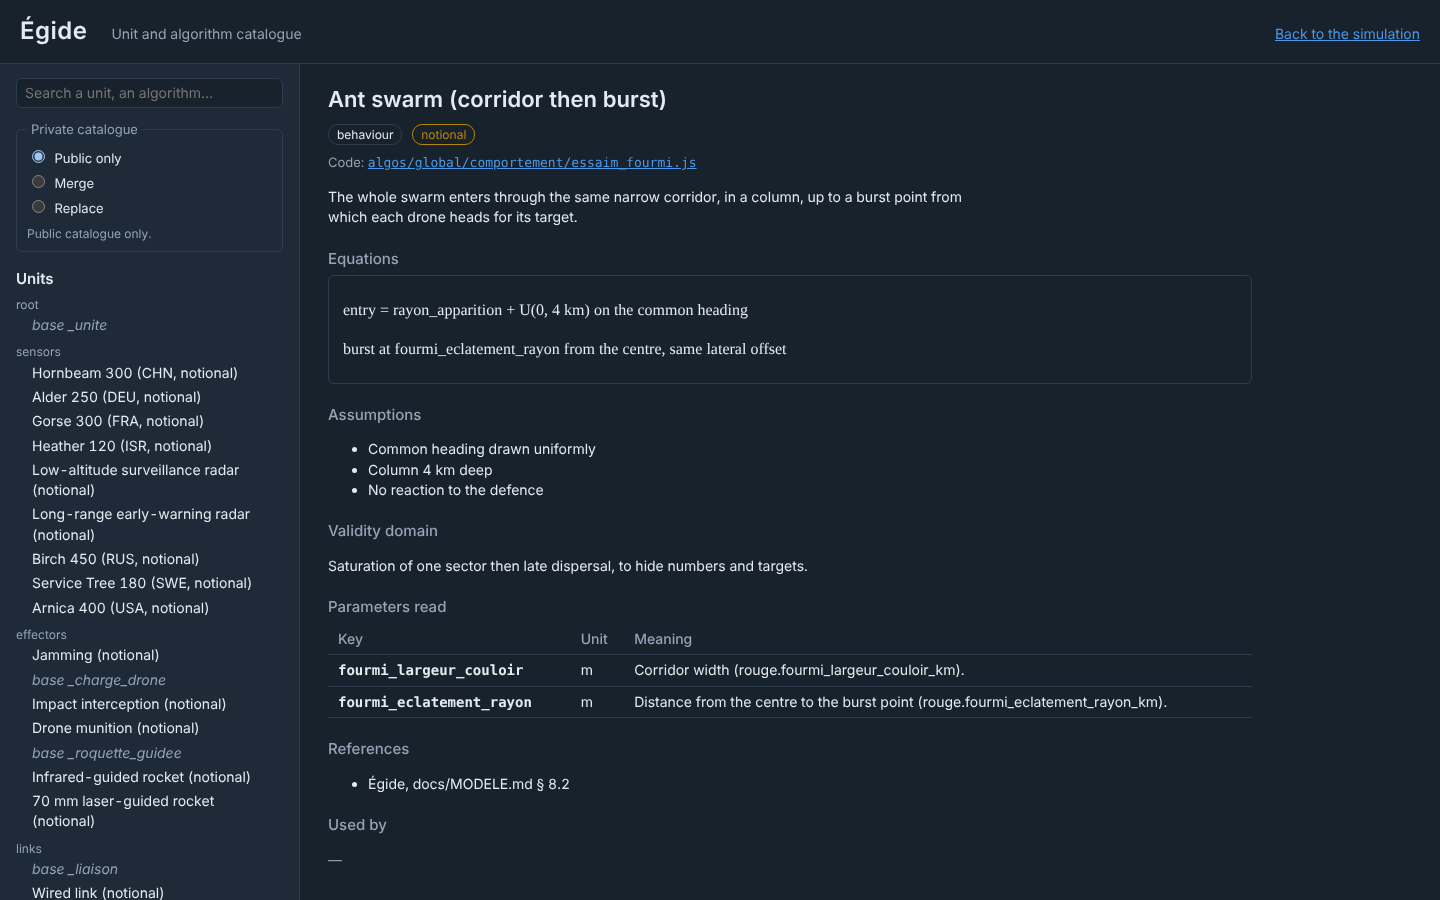 Égide
Unit and algorithm catalogue
Back to the simulation
Search a unit, an algorithm...
Private catalogue
Public only
Merge
Replace
Public catalogue only.
Units
root
base _unite
sensors
Hornbeam 300 (CHN, notional)
Alder 250 (DEU, notional)
Gorse 300 (FRA, notional)
Heather 120 (ISR, notional)
Low-altitude surveillance radar
(notional)
Long-range early-warning radar
(notional)
Birch 450 (RUS, notional)
Service Tree 180 (SWE, notional)
Arnica 400 (USA, notional)
effectors
Jamming (notional)
base _charge_drone
Impact interception (notional)
Drone munition (notional)
base _roquette_guidee
Infrared-guided rocket (notional)
70 mm laser-guided rocket
(notional)
links
base _liaison
Wired link (notional)
Ant swarm (corridor then burst)
behaviour
notional
Code: algos/global/comportement/essaim_fourmi.js
The whole swarm enters through the same narrow corridor, in a column, up to a burst point from
which each drone heads for its target.
Equations
entry = rayon_apparition + U(0, 4 km) on the common heading
burst at fourmi_eclatement_rayon from the centre, same lateral offset
Assumptions
• Common heading drawn uniformly
• Column 4 km deep
• No reaction to the defence
Validity domain
Saturation of one sector then late dispersal, to hide numbers and targets.
Parameters read
Key Unit Meaning
fourmi_largeur_couloir m Corridor width (rouge.fourmi_largeur_couloir_km).
fourmi_eclatement_rayon m Distance from the centre to the burst point (rouge.fourmi_eclatement_rayon_km).
References
• Égide, docs/MODELE.md § 8.2
Used by
—